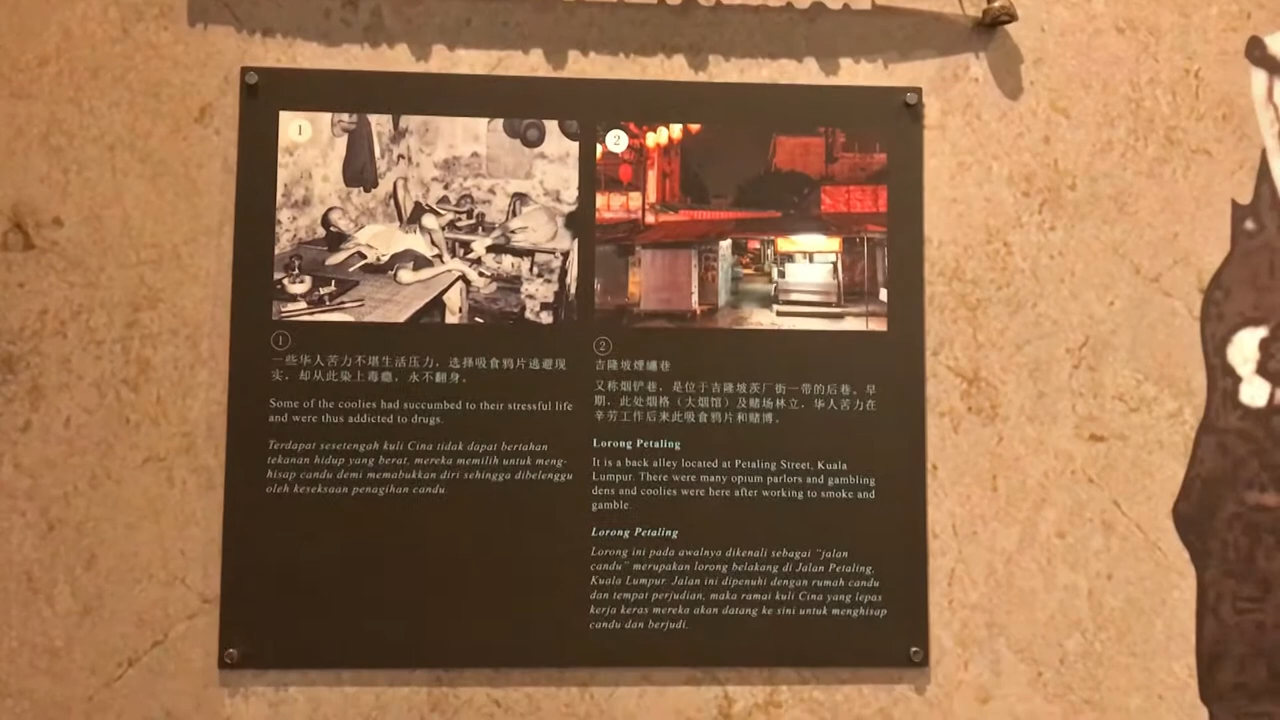 1
2
1
一些华人苦力不堪生活压力，选择吸食鸦片逃避现
实，却从此染上毒瘾，永不翻身。
Some of the coolies had succumbed to their stressful life
and were thus addicted to drugs.
Terdapat sesetengah kuli Cina tidak dapat bertahan
tekanan hidup yang berat, mereka memilih untuk meng-
hisap candu demi memabukkan diri sehingga dibelenggu
oleh keseksaan penagihan candu.
2
吉隆坡煙巷
又称烟铲巷，是位于吉隆坡茨厂街一带的后巷。早
期，此处烟格（大烟馆）及赌场林立，华人苦力在
辛劳工作后来此吸食鸦片和赌博。
Lorong Petaling
It is a back alley located at Petaling Street, Kuala
Lumpur. There were many opium parlors and gambling
dens and coolies were here after working to smoke and
gamble.
Lorong Petaling
Lorong ini pada awalnya dikenali sebagai "jalan
candu" merupakan lorong belakang di Jalan Petaling,
Kuala Lumpur. Jalan ini dipenuhi dengan rumah candu
dan tempat perjudian, maka ramai kuli Cina yang lepas
kerja keras mereka akan datang ke sini untuk menghisap
candu dan berjudi.